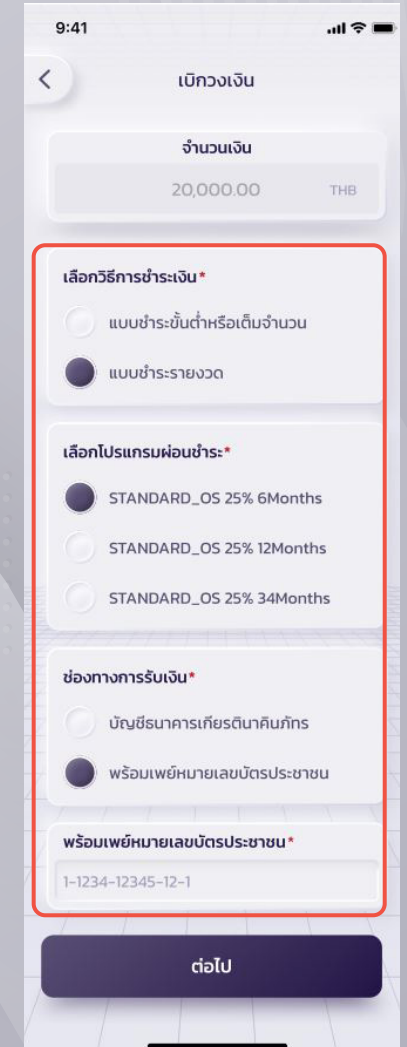 9:41
เบิกวงเงิน
จำนวนเงิน
20,000.00 THB
เลือกวิธีการชำระเงิน*
แบบชำระขั้นต่ำหรือเต็มจำนวน
แบบชำระรายงวด
เลือกโปรแกรมผ่อนชำระ*
STANDARD_OS 25% 6Months
STANDARD_OS 25% 12Months
STANDARD_OS 25% 34Months
ช่องทางการรับเงิน*
บัญชีธนาคารเกียรตินาคินภัทร
พร้อมเพย์หมายเลขบัตรประชาชน
พร้อมเพย์หมายเลขบัตรประชาชน*
1-1234-12345-12-1
ต่อไป